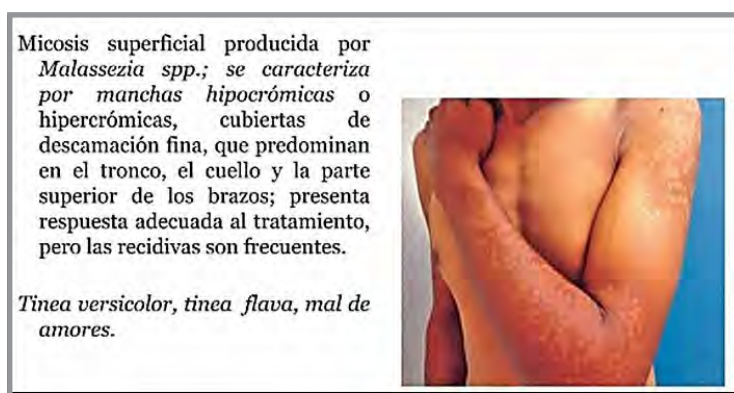 Micosis superficial producida por
Malassezia spp.; se caracteriza
por manchas hipocrómicas o
hipercrómicas, cubiertas de
descamación fina, que predominan
en el tronco, el cuello y la parte
superior de los brazos; presenta
respuesta adecuada al tratamiento,
pero las recidivas son frecuentes.
Tinea versicolor, tinea flava, mal de
amores.